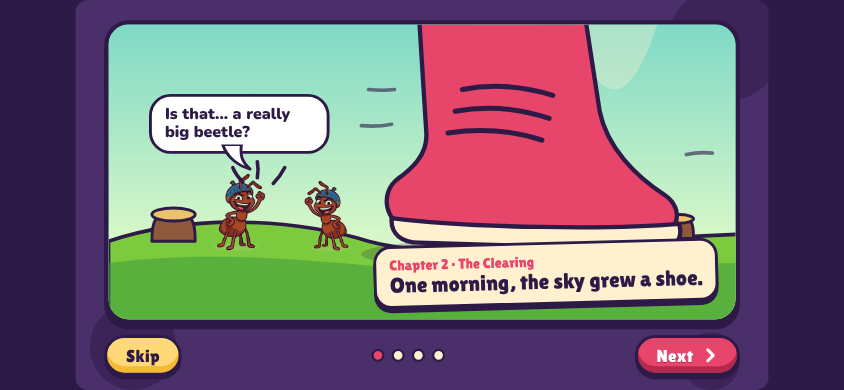 Is that... a really
big beetle?
Chapter 2 · The Clearing
One morning, the sky grew a shoe.
Skip
Next